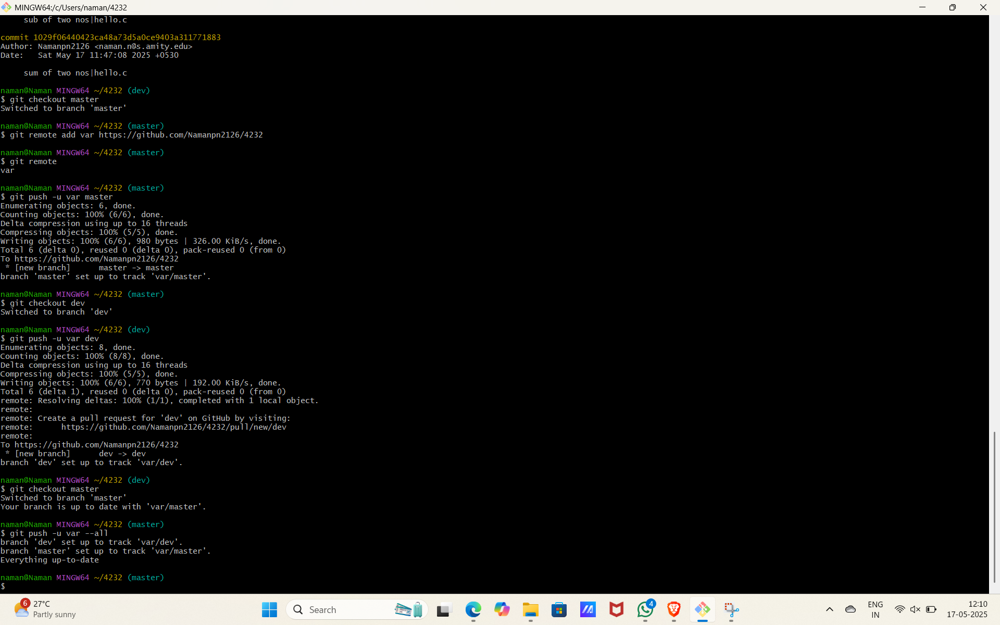 MINGW64:/c/Users/naman/4232
sub of two nos|hello.c
commit 1029f06440423ca48a73d5a0ce9403a311771883
Author: Namanpn2126 <naman.n@s.amity.edu>
Date:   Sat May 17 11:47:08 2025 +0530
sum of two nos|hello.c
naman@Naman MINGW64 ~/4232 (dev)
$ git checkout master
Switched to branch 'master'
naman@Naman MINGW64 ~/4232 (master)
$ git remote add var https://github.com/Namanpn2126/4232
naman@Naman MINGW64 ~/4232 (master)
$ git remote
var
naman@Naman MINGW64 ~/4232 (master)
$ git push -u var master
Enumerating objects: 6, done.
Counting objects: 100% (6/6), done.
Delta compression using up to 16 threads
Compressing objects: 100% (5/5), done.
Writing objects: 100% (6/6), 980 bytes | 326.00 KiB/s, done.
Total 6 (delta 0), reused 0 (delta 0), pack-reused 0 (from 0)
To https://github.com/Namanpn2126/4232
 * [new branch]      master -> master
branch 'master' set up to track 'var/master'.
naman@Naman MINGW64 ~/4232 (master)
$ git checkout dev
Switched to branch 'dev'
naman@Naman MINGW64 ~/4232 (dev)
$ git push -u var dev
Enumerating objects: 8, done.
Counting objects: 100% (8/8), done.
Delta compression using up to 16 threads
Compressing objects: 100% (5/5), done.
Writing objects: 100% (6/6), 770 bytes | 192.00 KiB/s, done.
Total 6 (delta 1), reused 0 (delta 0), pack-reused 0 (from 0)
remote: Resolving deltas: 100% (1/1), completed with 1 local object.
remote:
remote: Create a pull request for 'dev' on GitHub by visiting:
remote:      https://github.com/Namanpn2126/4232/pull/new/dev
remote:
To https://github.com/Namanpn2126/4232
 * [new branch]      dev -> dev
branch 'dev' set up to track 'var/dev'.
naman@Naman MINGW64 ~/4232 (dev)
$ git checkout master
Switched to branch 'master'
Your branch is up to date with 'var/master'.
naman@Naman MINGW64 ~/4232 (master)
$ git push -u var --all
branch 'dev' set up to track 'var/dev'.
branch 'master' set up to track 'var/master'.
Everything up-to-date
naman@Naman MINGW64 ~/4232 (master)
$
6
27°C
Partly sunny
Search
4
ENG
IN
12:10
17-05-2025